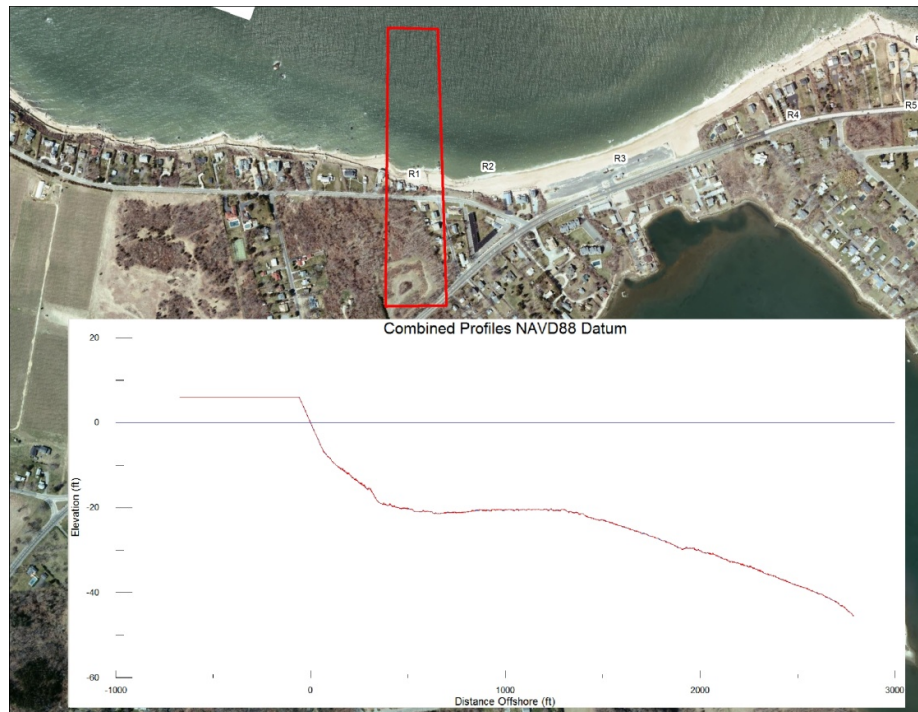 R5
R4
R3
R2
R1
Combined Profiles NAVD88 Datum
20
0
-20
-40
-60
Elevation (ft)
-1000 0 1000 2000 3000
Distance Offshore (ft)